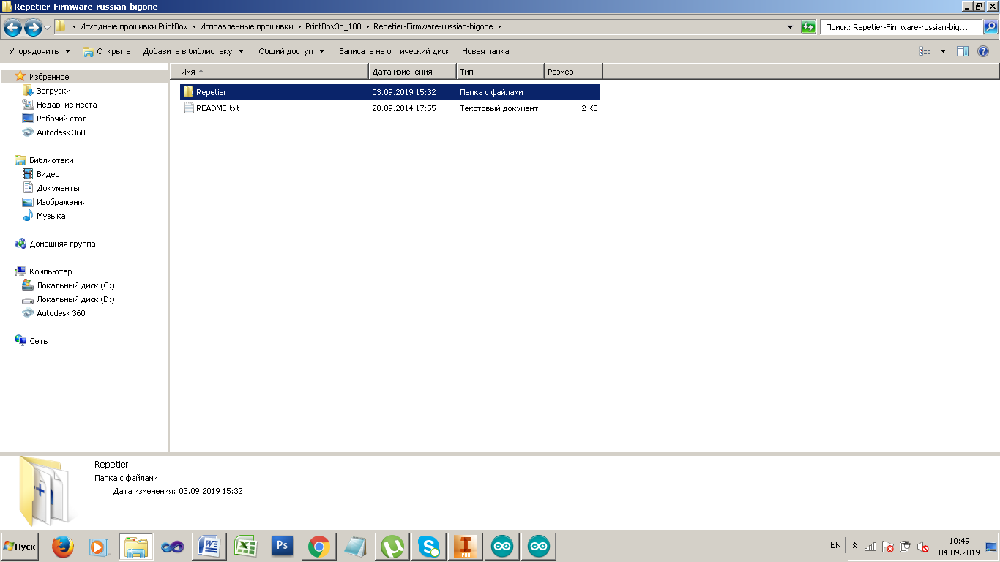 Repetier-Firmware-russian-bigone
Исходные прошивки PrintBox Исправленные прошивки PrintBox3d_180 Repetier-Firmware-russian-bigone Поиск: Repetier-Firmware-russian-big...
Упорядочить Открыть Добавить в библиотеку Общий доступ Записать на оптический диск Новая папка
Имя Дата изменения Тип Размер
Repetier 03.09.2019 15:32 Папка с файлами
README.txt 28.09.2014 17:55 Текстовый документ 2 КБ
Избранное
Загрузки
Недавние места
Рабочий стол
Autodesk 360
Библиотеки
Видео
Документы
Изображения
Музыка
Домашняя группа
Компьютер
Локальный диск (C:)
Локальный диск (D:)
Autodesk 360
Сеть
Repetier
Папка с файлами
Дата изменения: 03.09.2019 15:32
Пуск Ps PRO EN 10:49
04.09.2019